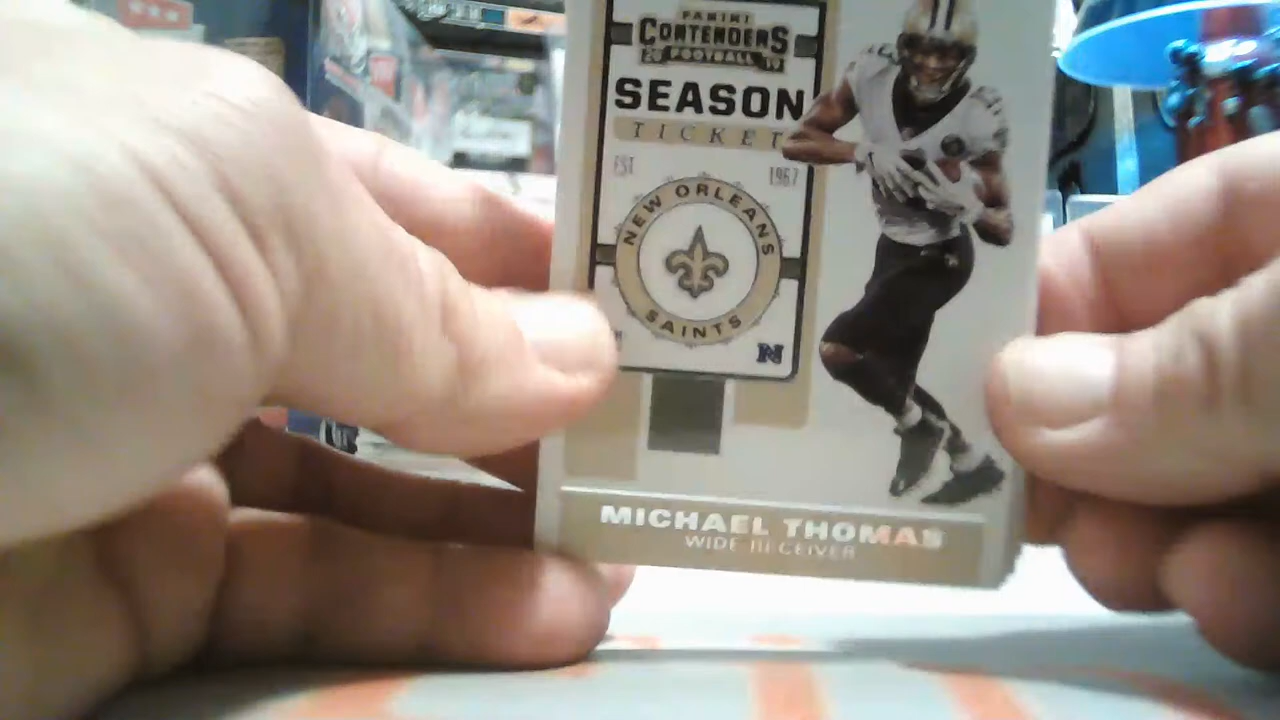 PANINI
CONTENDERS
20 FOOTBALL 19
SEASON
TICKET
EST 1967
NEW ORLEANS
SAINTS
N
MICHAEL THOMAS
WIDE RECEIVER